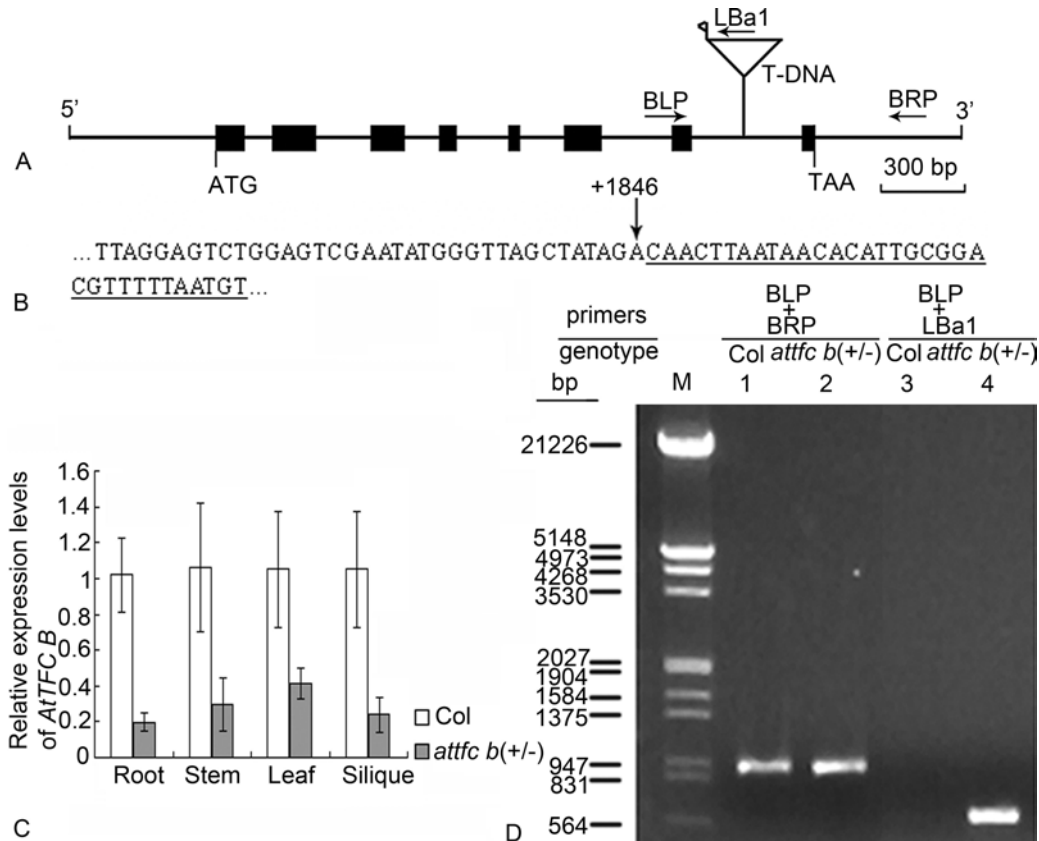 LBa1
T-DNA
5’
BLP
BRP
3’
A
ATG
TAA
300 bp
+1846
...TTAGGAGTCTGGAGTCGAATATGGGTTAGCTATAGACAACTTAATAACACATTGCGGA
CGTTTTTAATGT...
B
primers
BLP
+
BRP
BLP
+
LBa1
genotype
Col attfc b(+/-)
Col attfc b(+/-)
bp
M
1
2
3
4
21226
5148
4973
4268
3530
2027
1904
1584
1375
947
831
564
D
Relative expression levels
of AtTFC B
1.6
1.4
1.2
1
0.8
0.6
0.4
0.2
0
Root
Stem
Leaf
Silique
Col
attfc b(+/-)
C